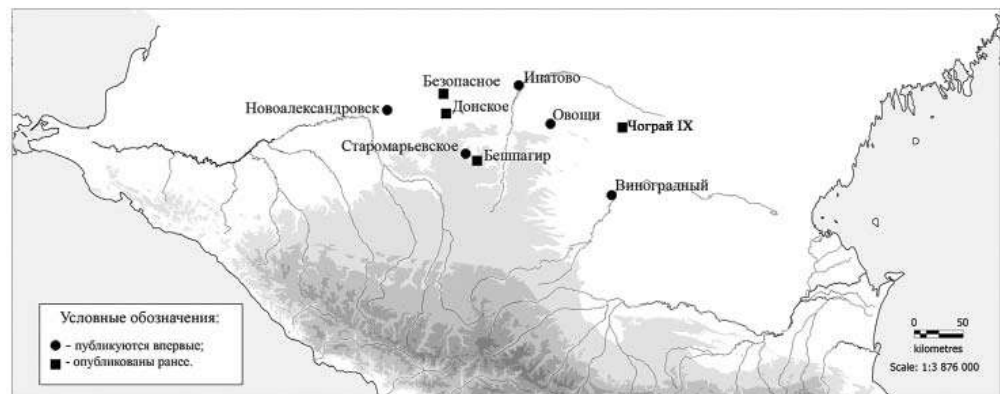 Безопасное
Ипатово
Новоалександровск
Донское
Овощи
Чограй IX
Старомарьевское
Бешпагир
Виноградный
Условные обозначения:
- публикуются впервые;
- опубликованы ранее.
0 50
kilometres
Scale: 1:3 876 000